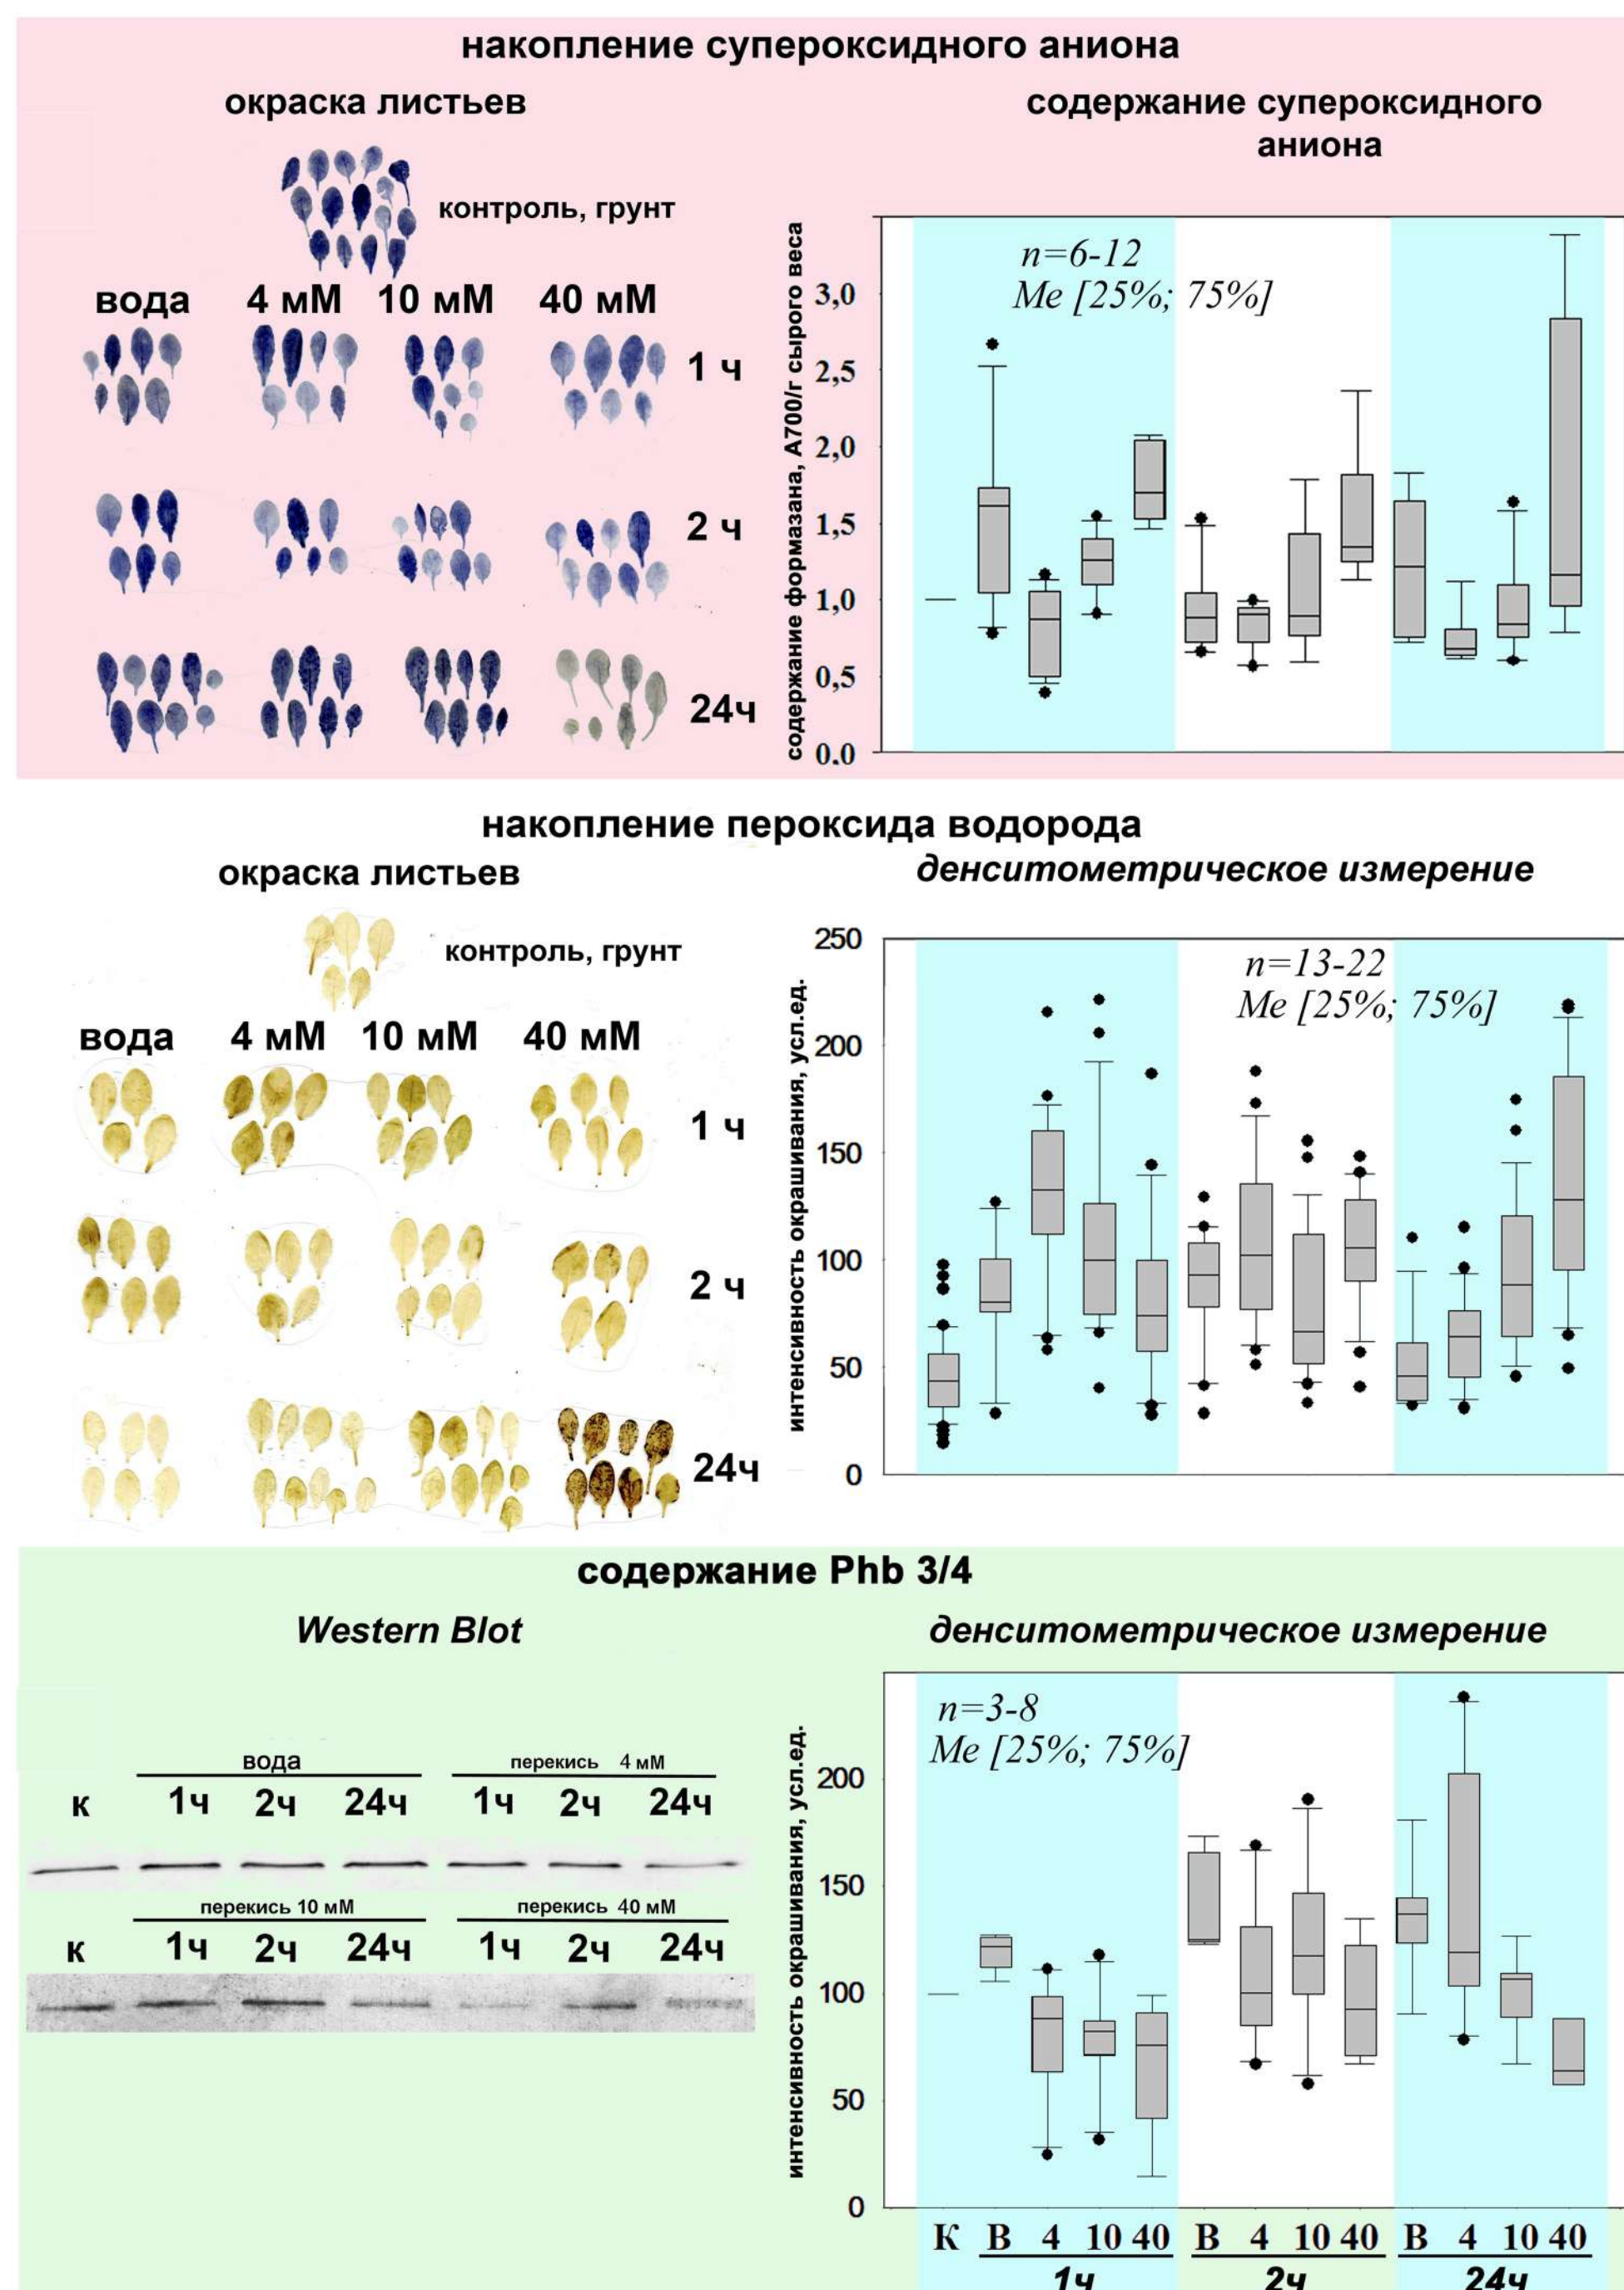 накопление супероксидного аниона
окраска листьев
содержание супероксидного
аниона
контроль, грунт
вода 4 мМ 10 мМ 40 мМ
1 ч
2 ч
24ч
содержание формазана, А700/г сырого веса
3,0
2,5
2,0
1,5
1,0
0,5
0.0
n=6-12
Me [25%; 75%]
накопление пероксида водорода
окраска листьев
денситометрическое измерение
контроль, грунт
вода 4 мМ 10 мМ 40 мМ
1 ч
2 ч
24ч
интенсивность окрашивания, усл.ед.
250
200
150
100
50
0
n=13-22
Me [25%; 75%]
содержание Phb 3/4
Western Blot
денситометрическое измерение
вода перекись 4 мМ
к 1ч 2ч 24ч 1ч 2ч 24ч
перекись 10 мМ перекись 40 мМ
к 1ч 2ч 24ч 1ч 2ч 24ч
интенсивность окрашивания, усл.ед.
200
150
100
50
0
n=3-8
Me [25%; 75%]
К В 4 10 40 В 4 10 40 В 4 10 40
1ч 2ч 24ч